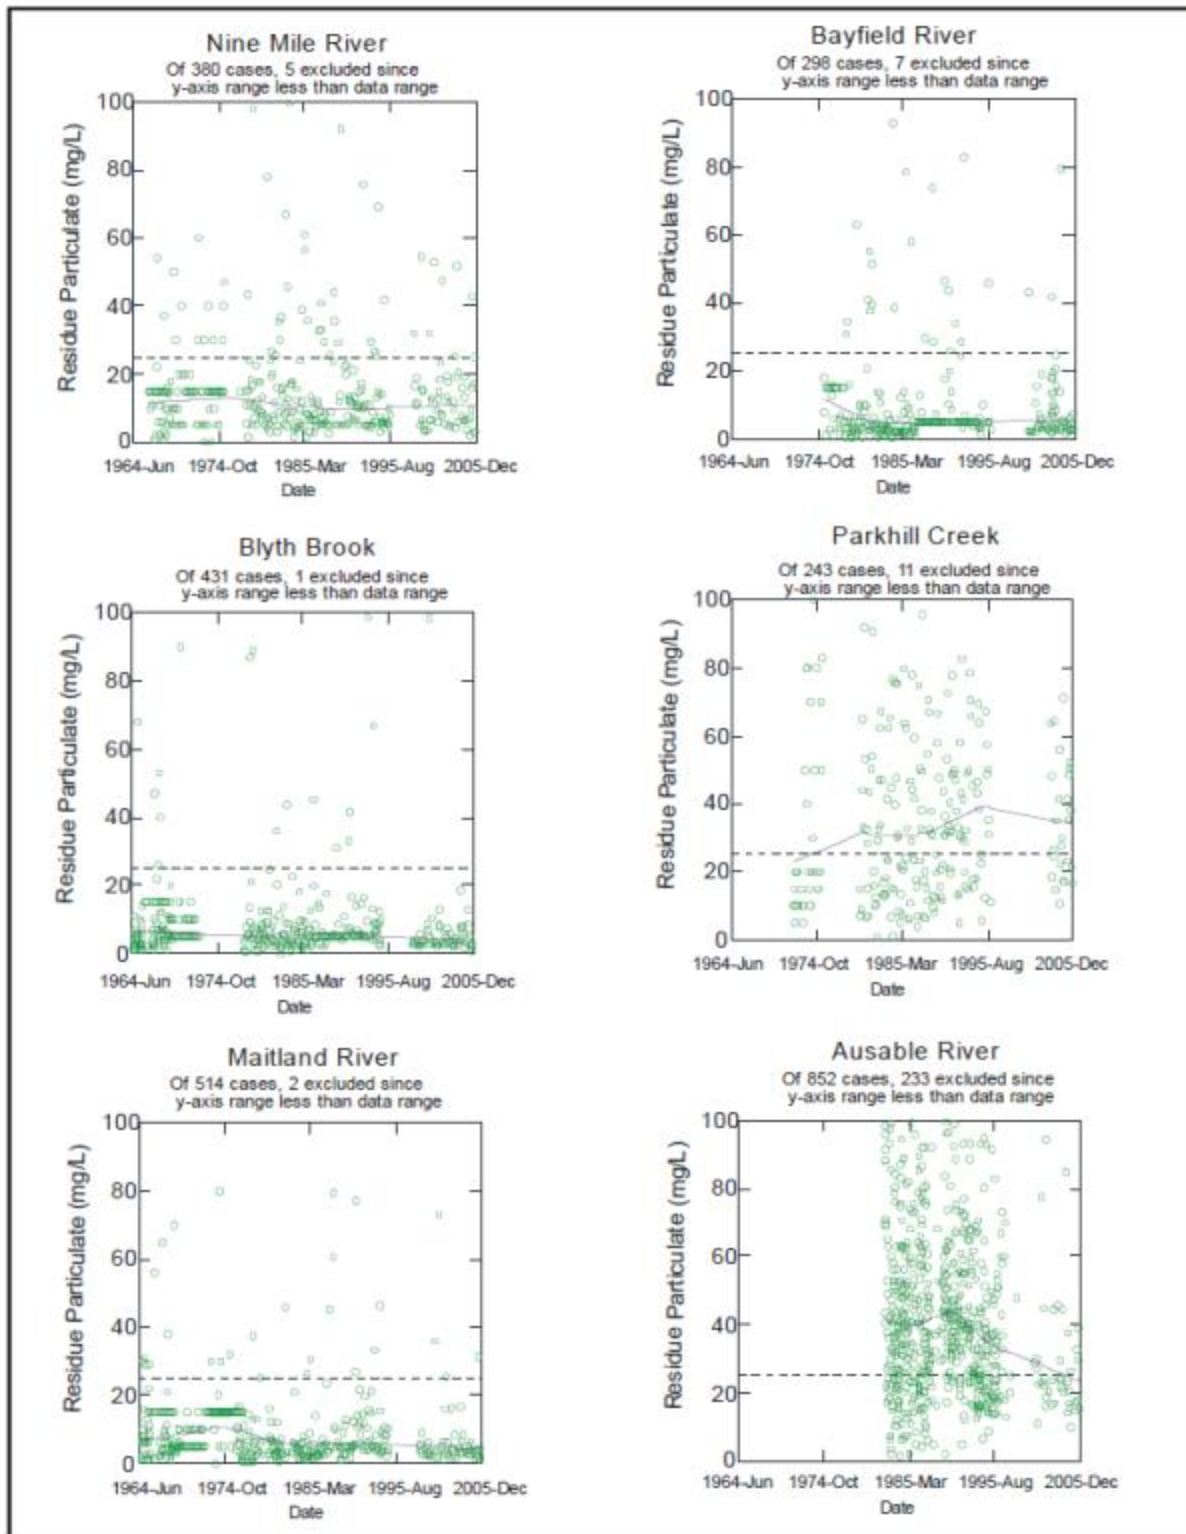 Nine Mile River
Of 380 cases, 5 excluded since
y-axis range less than data range
100
80
60
40
20
0
Residue Particulate (mg/L)
1964-Jun 1974-Oct 1985-Mar 1995-Aug 2005-Dec
Date
Bayfield River
Of 298 cases, 7 excluded since
y-axis range less than data range
100
80
60
40
20
0
Residue Particulate (mg/L)
1964-Jun 1974-Oct 1985-Mar 1995-Aug 2005-Dec
Date
Blyth Brook
Of 431 cases, 1 excluded since
y-axis range less than data range
100
80
60
40
20
0
Residue Particulate (mg/L)
1964-Jun 1974-Oct 1985-Mar 1995-Aug 2005-Dec
Date
Parkhill Creek
Of 243 cases, 11 excluded since
y-axis range less than data range
100
80
60
40
20
0
Residue Particulate (mg/L)
1964-Jun 1974-Oct 1985-Mar 1995-Aug 2005-Dec
Date
Maitland River
Of 514 cases, 2 excluded since
y-axis range less than data range
100
80
60
40
20
0
Residue Particulate (mg/L)
1964-Jun 1974-Oct 1985-Mar 1995-Aug 2005-Dec
Date
Ausable River
Of 852 cases, 233 excluded since
y-axis range less than data range
100
80
60
40
20
0
Residue Particulate (mg/L)
1964-Jun 1974-Oct 1985-Mar 1995-Aug 2005-Dec
Date